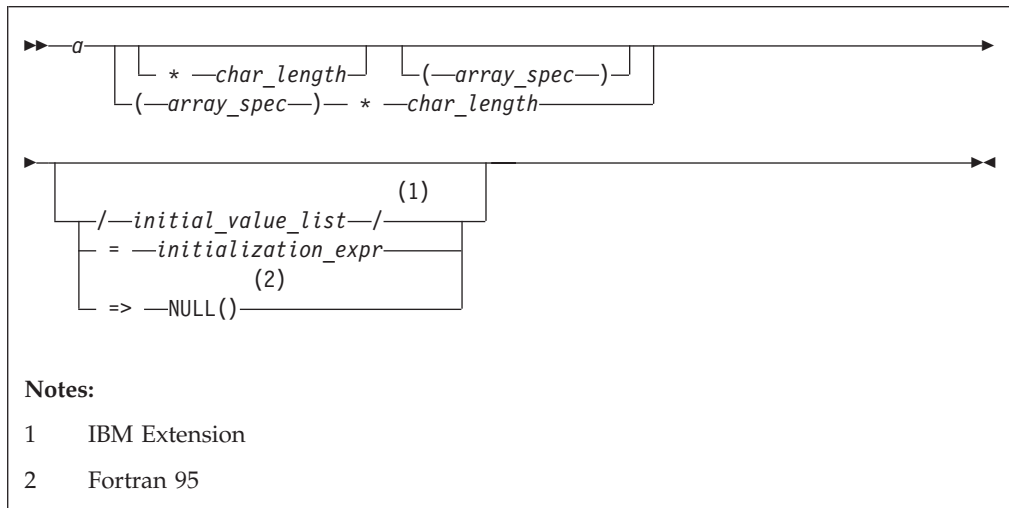 a
* char_length (array_spec)
(array_spec) * char_length
(1)
/initial_value_list/
= initialization_expr
(2)
=> NULL()
Notes:
1 IBM Extension
2 Fortran 95